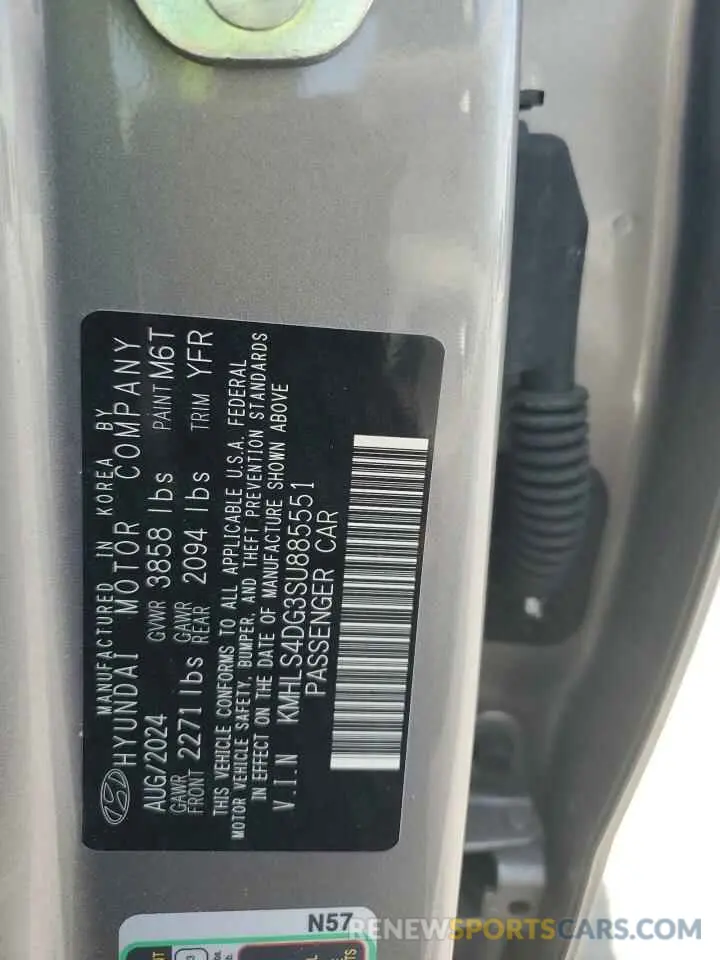 MANUFACTURED IN KOREA BY
HYUNDAI MOTOR COMPANY
AUG/2024 GVWR 3858 lbs PAINT M6T
GAWR FRONT 2271 lbs GAWR REAR 2094 lbs TRIM YFR
THIS VEHICLE CONFORMS TO ALL APPLICABLE U.S.A. FEDERAL
MOTOR VEHICLE SAFETY, BUMPER, AND THEFT PREVENTION STANDARDS
IN EFFECT ON THE DATE OF MANUFACTURE SHOWN ABOVE
V.I.N KMHLS4DG3SU885551
PASSENGER CAR
N57
RENEWSPORTSCARS.COM